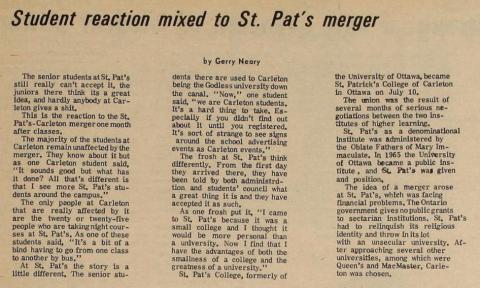 Student reaction mixed to St. Pat's merger
by Gerry Neary
The senior students at St. Pat's
still really can't accept it, the
juniors there think its a great
idea, and hardly anybody at Car-
leton gives a shit.
This is the reaction to the St.
Pat's-Carleton merger one month
after classes.
The majority of the students at
Carleton remain unaffected by the
merger. They know about it but
as one Carleton student said,
"It sounds good but what has
it done? All that's different is
that I see more St. Pat's stu-
dents around the campus."
The only people at Carleton
that are really affected by it
are the twenty or twenty-five
people who are taking night cour-
ses at St. Pat's. As one of these
students said, "It's a bit of a
bind having to go from one class
to another by bus."
At St. Pat's the story is a
little different. The senior stu-
dents there are used to Carleton
being the Godless university down
the canal. "Now," one student
said, "we are Carleton students.
It's a hard thing to take. Es-
pecially if you didn't find out
about it until you registered.
It's sort of strange to see signs
around the school advertising
events as Carleton events."
The frosh at St. Pat's think
differently. From the first day
they arrived there, they have
been told by both administrd-
tion and students' council what
a great thing it is and they have
accepted it as such.
As one frosh put it, "I came
to St. Pat's because it was a
small college and I thought it
would be more personal than
a university. Now I find that I
have the advantages of both the
smallness of a college and the
greatness of a university."
St. Pat's College, formerly of
the University of Ottawa, became
St. Patrick's College of Carleton
in Ottawa on July 10.
The union was the result of
several months of serious ne-
gotiations between the two ins-
titutes of higher learning.
St. Pat's as a denominational
institute was administered by
the Oblate Fathers of Mary Im-
maculate. In 1965 the University
of Ottawa became a public ins-
titute , and St. Pat's was given
and position.
The idea of a merger arose
at St. Pat's, which was facing
financial problems. The Ontario
government gives no public grants
to sectarian institutions. St. Pat's
had to relinquish its religious
identity and throw in its lot
with an unsecular university. Af-
ter approaching several other
universities, among which were
Queen's and MacMaster, Carle-
ton was chosen.